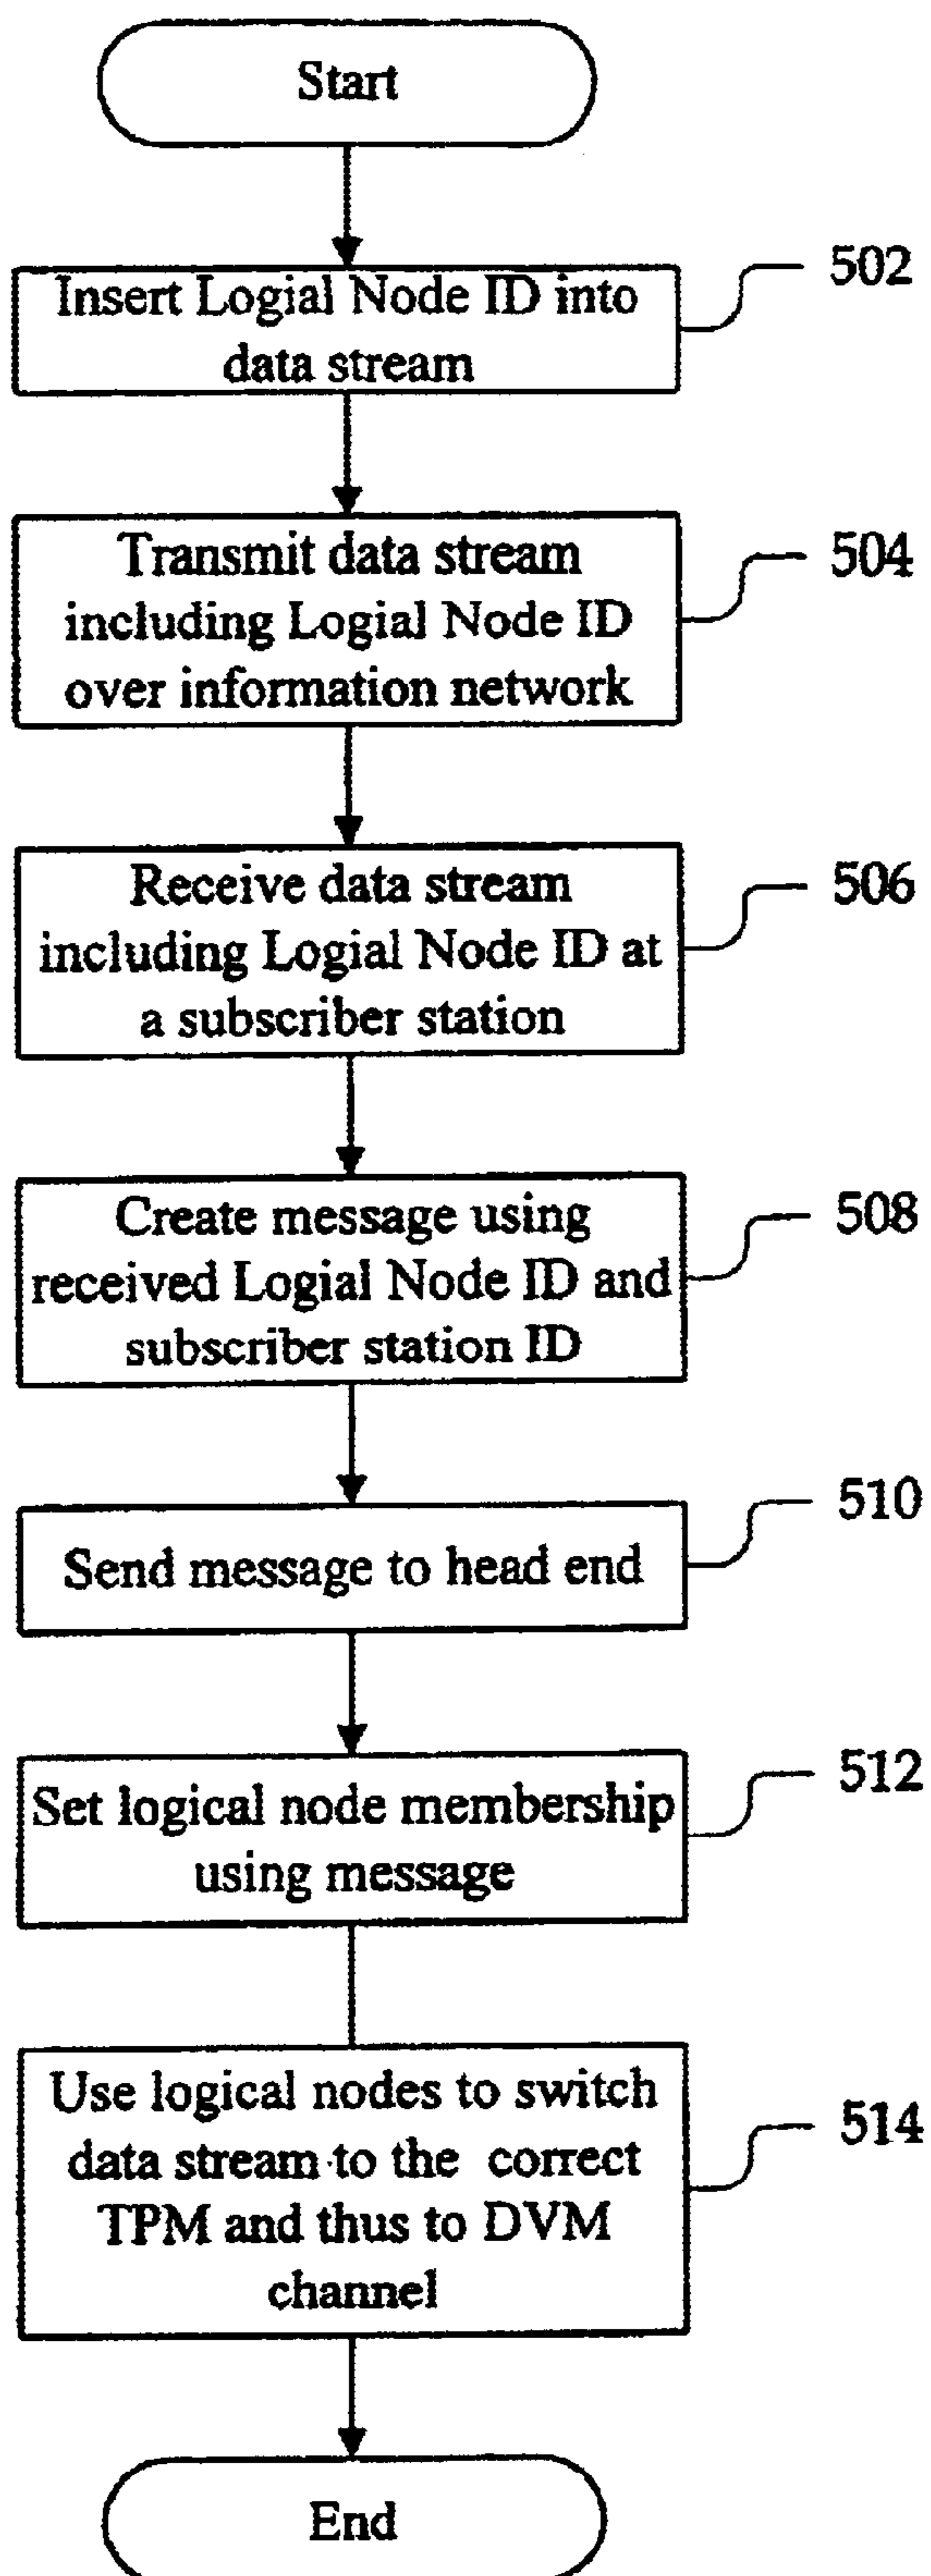 Start
502
Insert Logial Node ID into
data stream
504
Transmit data stream
including Logial Node ID
over information network
506
Receive data stream
including Logial Node ID at
a subscriber station
508
Create message using
received Logial Node ID and
subscriber station ID
510
Send message to head end
512
Set logical node membership
using message
514
Use logical nodes to switch
data stream to the correct
TPM and thus to DVM
channel
End